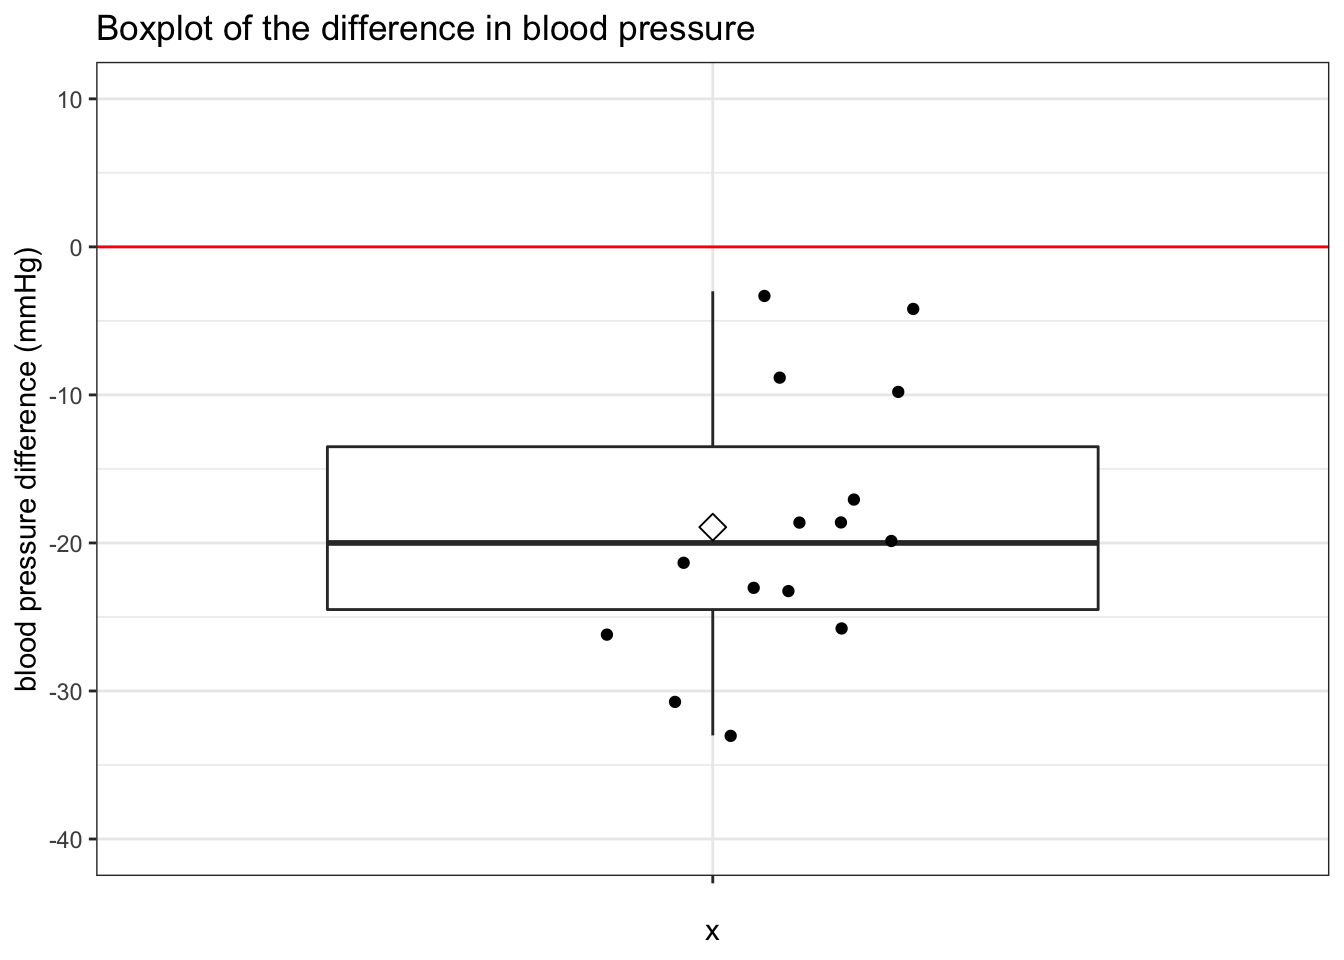 Boxplot of the difference in blood pressure
blood pressure difference (mmHg)
10
0
-10
-20
-30
-40
x